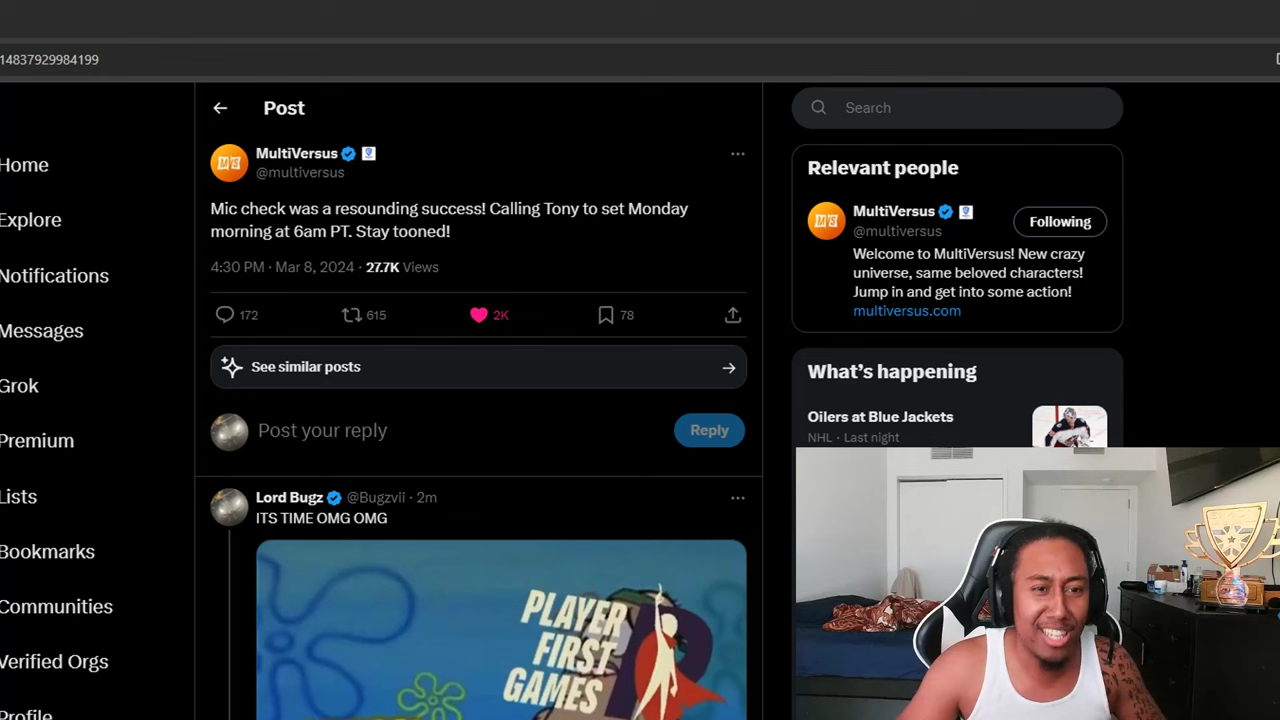 14837929984199
Home
Explore
Notifications
Messages
Grok
Premium
Lists
Bookmarks
Communities
Verified Orgs
Profile
Post
MultiVersus
@multiversus
Mic check was a resounding success! Calling Tony to set Monday
morning at 6am PT. Stay tooned!
4:30 PM · Mar 8, 2024 · 27.7K Views
172
615
2K
78
See similar posts
Post your reply
Reply
Lord Bugz @Bugzvii · 2m
ITS TIME OMG OMG
PLAYER
FIRST
GAMES
Search
Relevant people
MultiVersus
@multiversus
Following
Welcome to MultiVersus! New crazy
universe, same beloved characters!
Jump in and get into some action!
multiversus.com
What's happening
Oilers at Blue Jackets
NHL · Last night